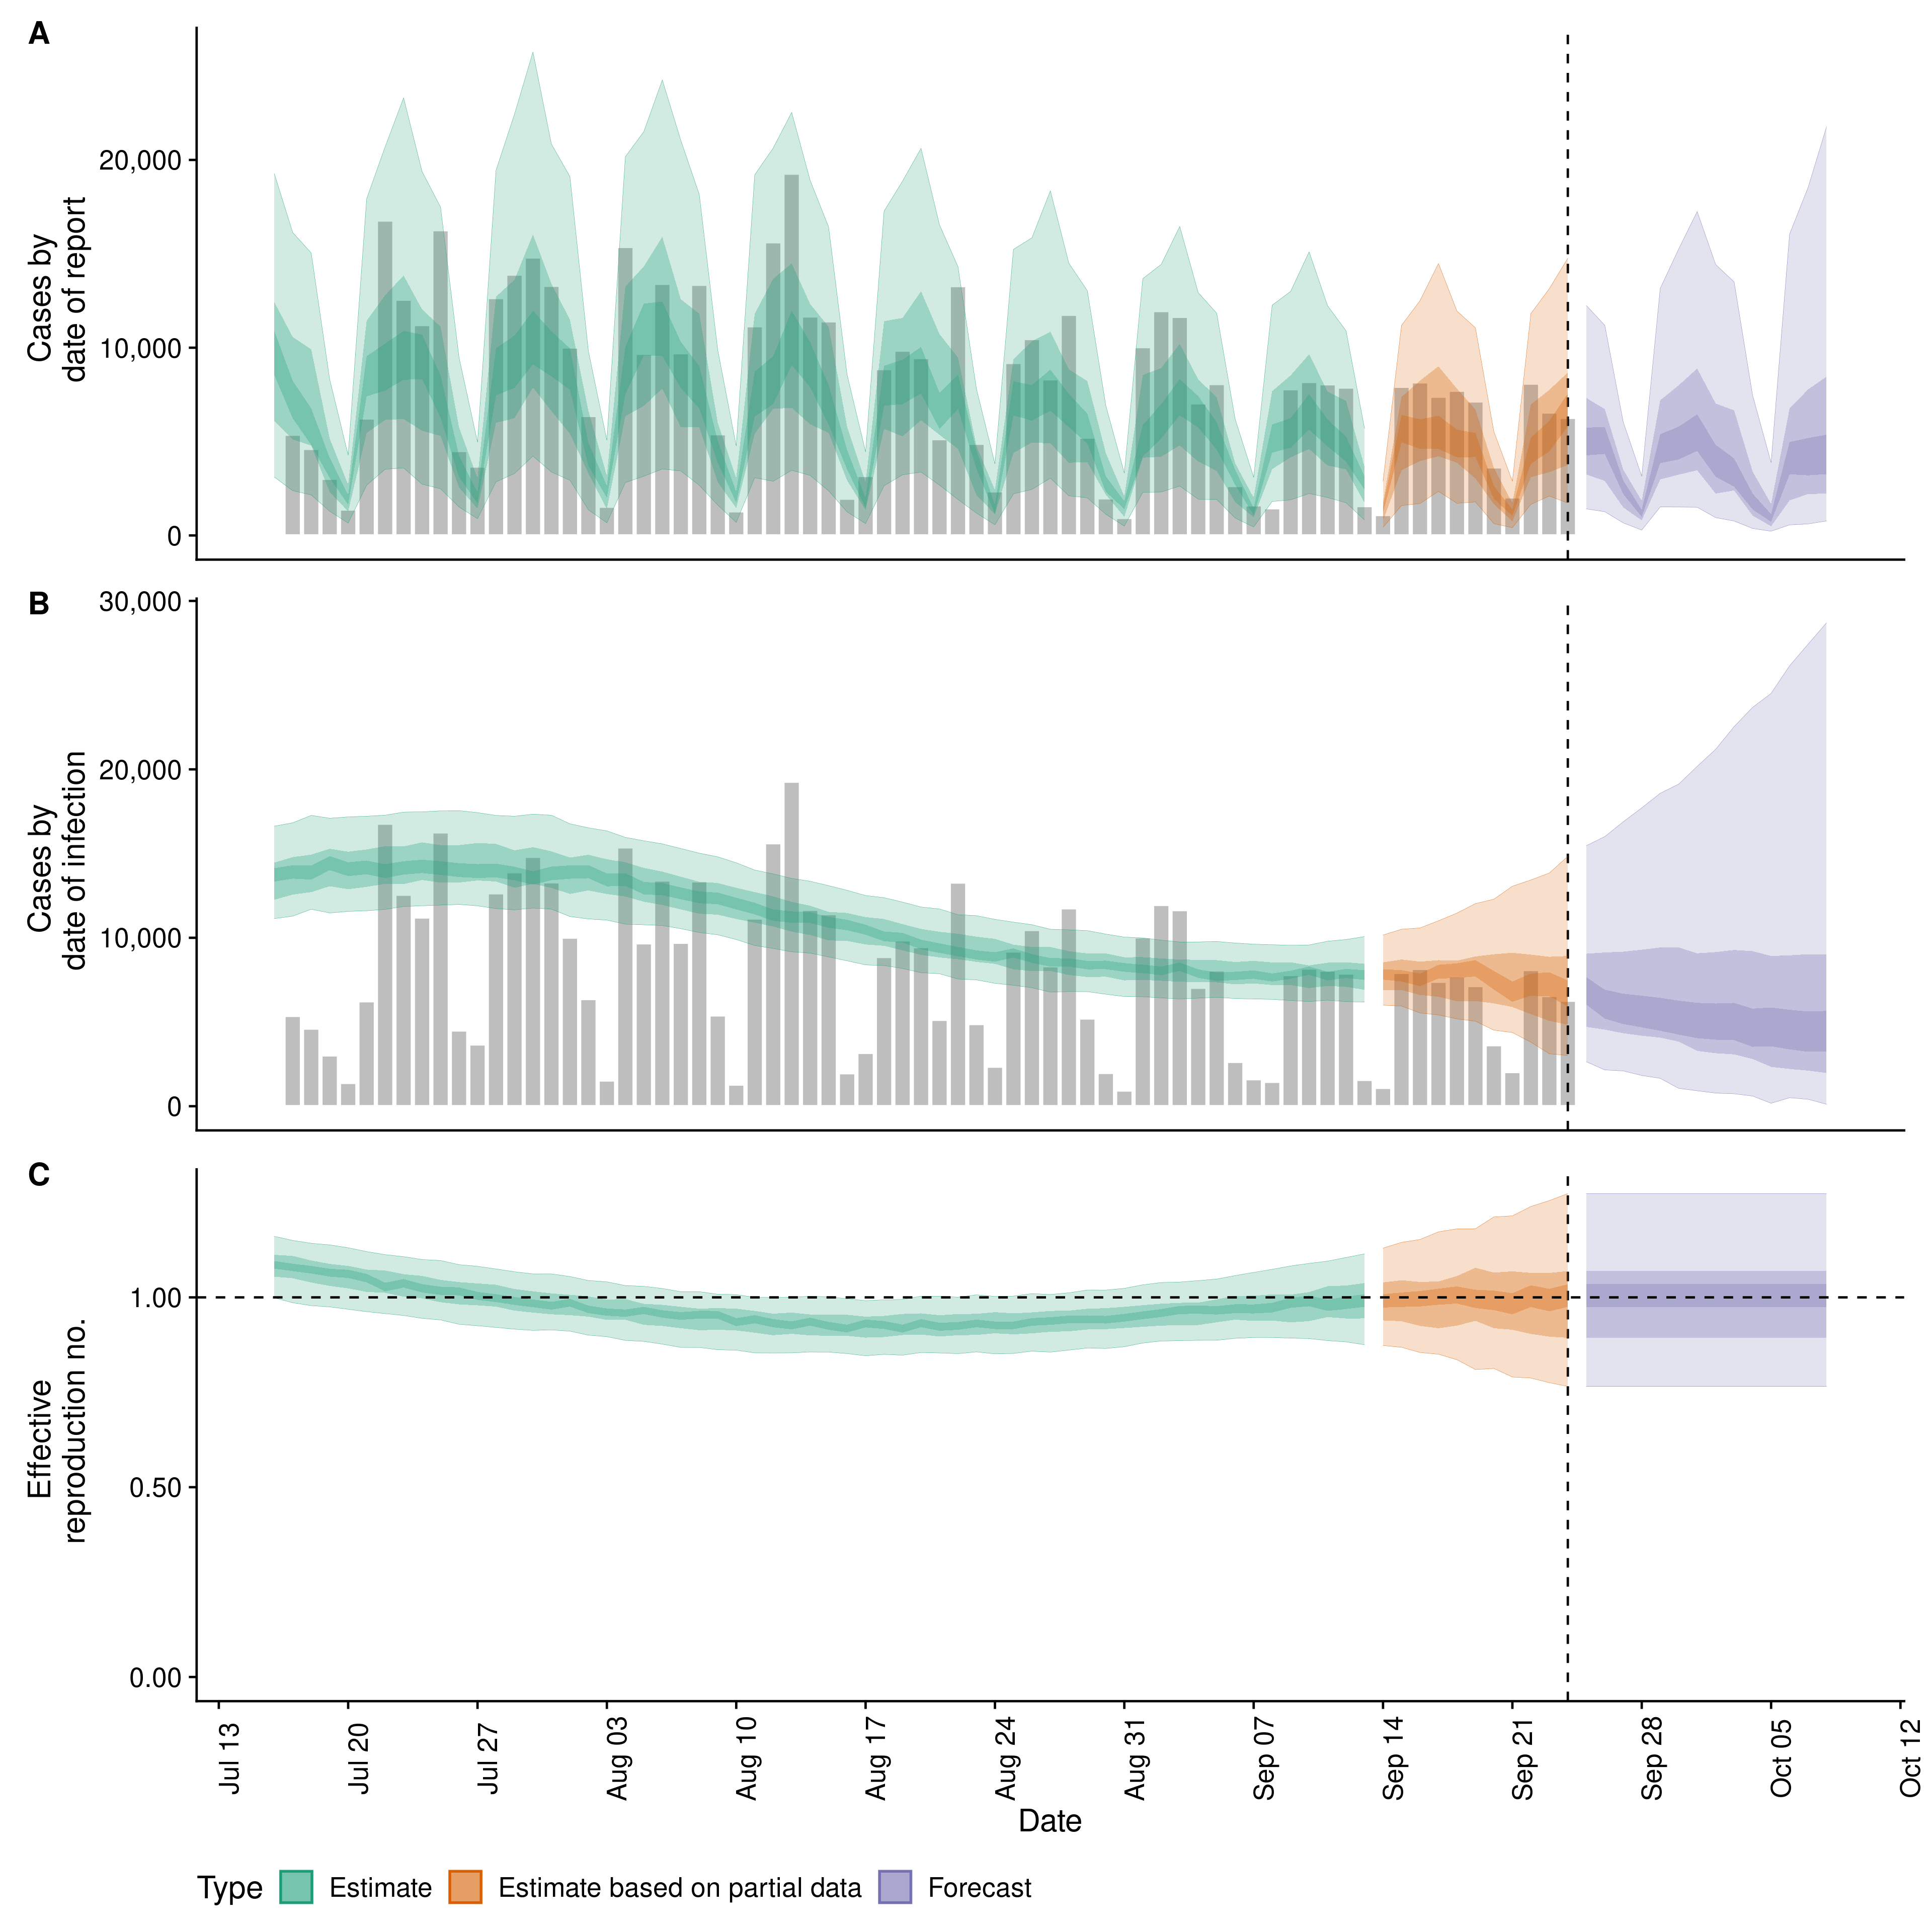 A
Cases by
date of report
20,000
10,000
0
B
Cases by
date of infection
30,000
20,000
10,000
0
C
Effective
reproduction no.
1.00
0.50
0.00
Jul 13
Jul 20
Jul 27
Aug 03
Aug 10
Aug 17
Aug 24
Aug 31
Sep 07
Sep 14
Sep 21
Sep 28
Oct 05
Oct 12
Date
Type Estimate Estimate based on partial data Forecast